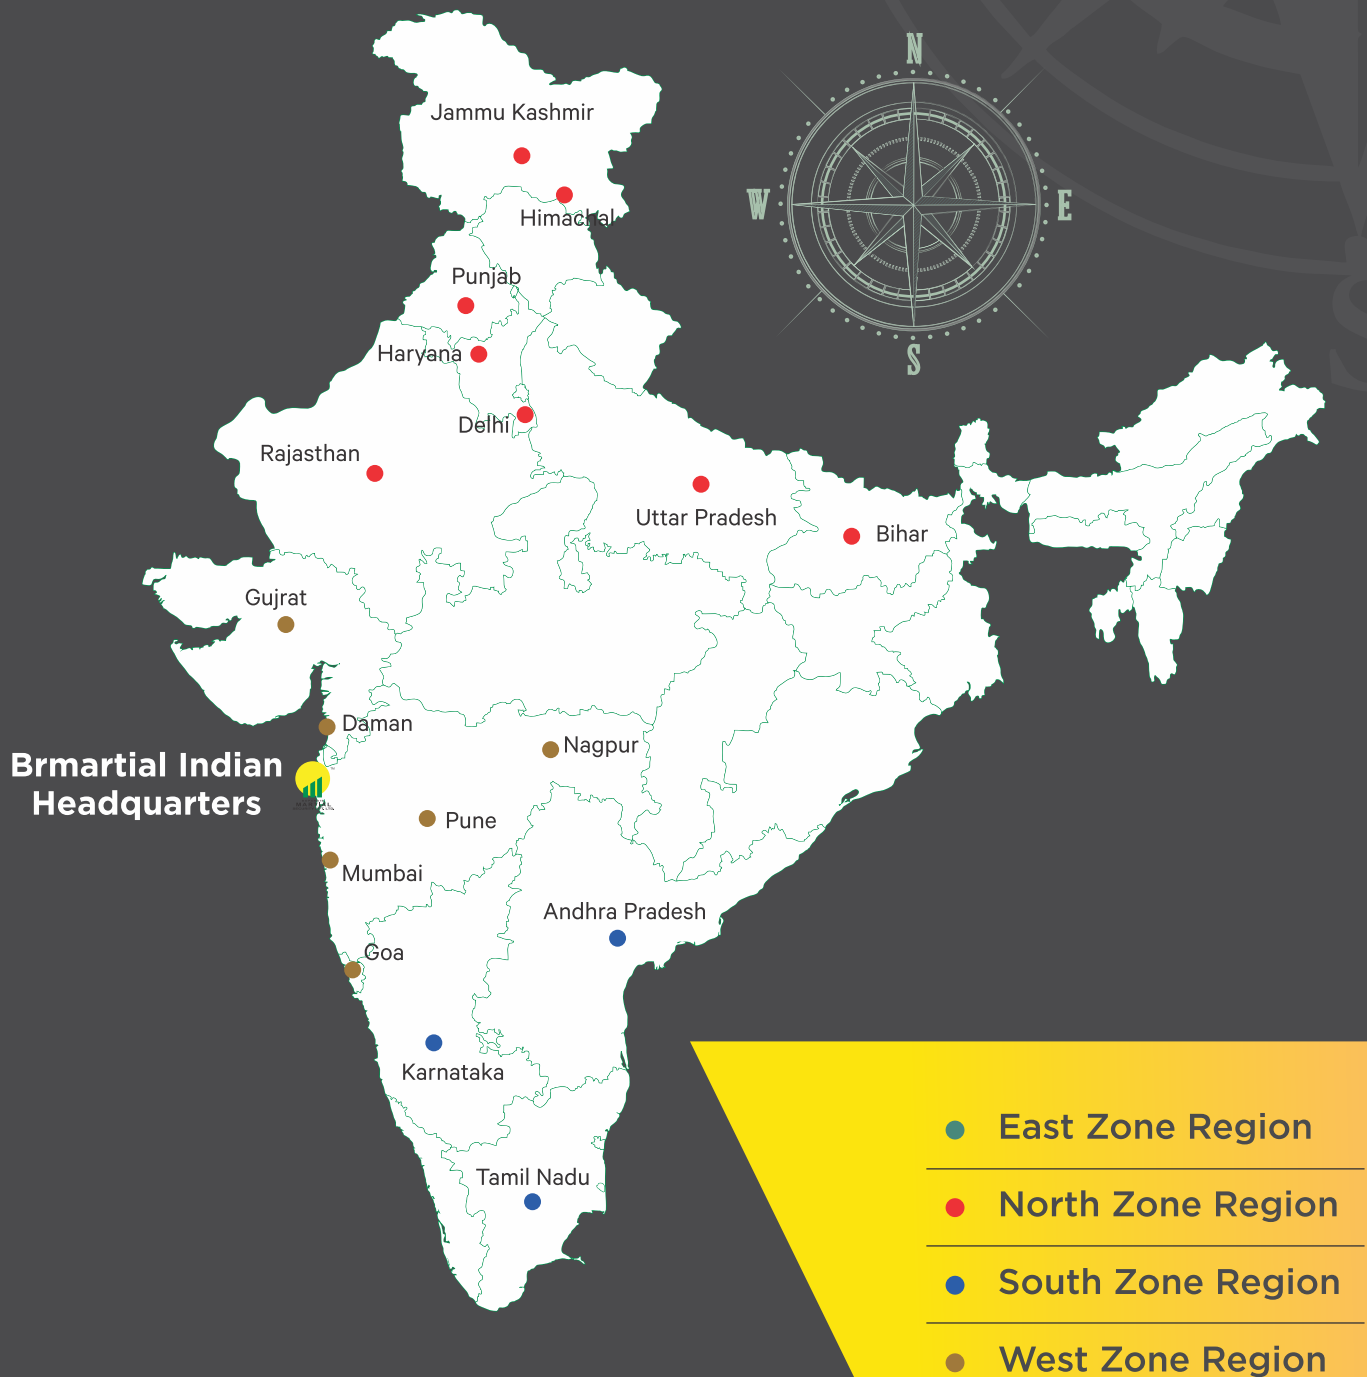 N
Jammu Kashmir
W
E
Himachal
Punjab
S
Haryana
Delhi
Rajasthan
Uttar Pradesh
Bihar
Gujrat
Daman
Nagpur
Brmartial Indian
Headquarters
Pune
Mumbai
Andhra Pradesh
Goa
Karnataka
Tamil Nadu
East Zone Region
North Zone Region
South Zone Region
West Zone Region